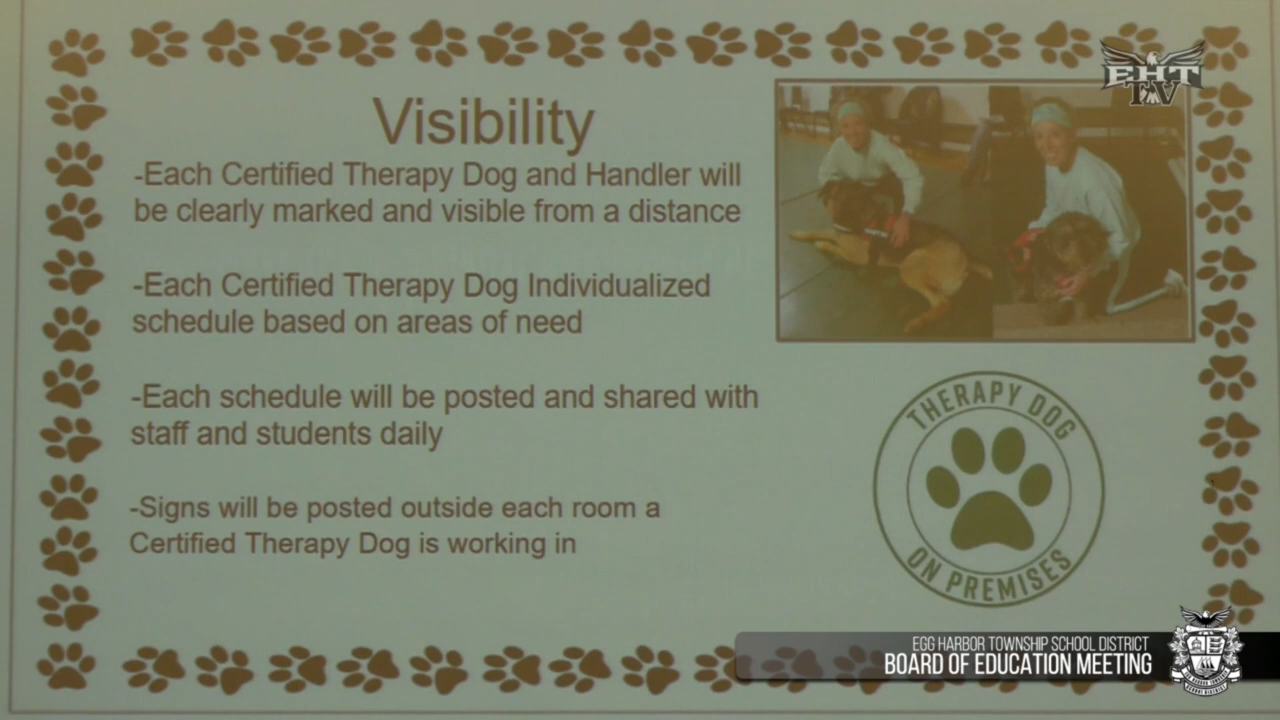 EHT
TV
Visibility
-Each Certified Therapy Dog and Handler will
be clearly marked and visible from a distance
-Each Certified Therapy Dog Individualized
schedule based on areas of need
-Each schedule will be posted and shared with
staff and students daily
-Signs will be posted outside each room a
Certified Therapy Dog is working in
THERAPY DOG
ON PREMISES
EGG HARBOR TOWNSHIP SCHOOL DISTRICT
BOARD OF EDUCATION MEETING